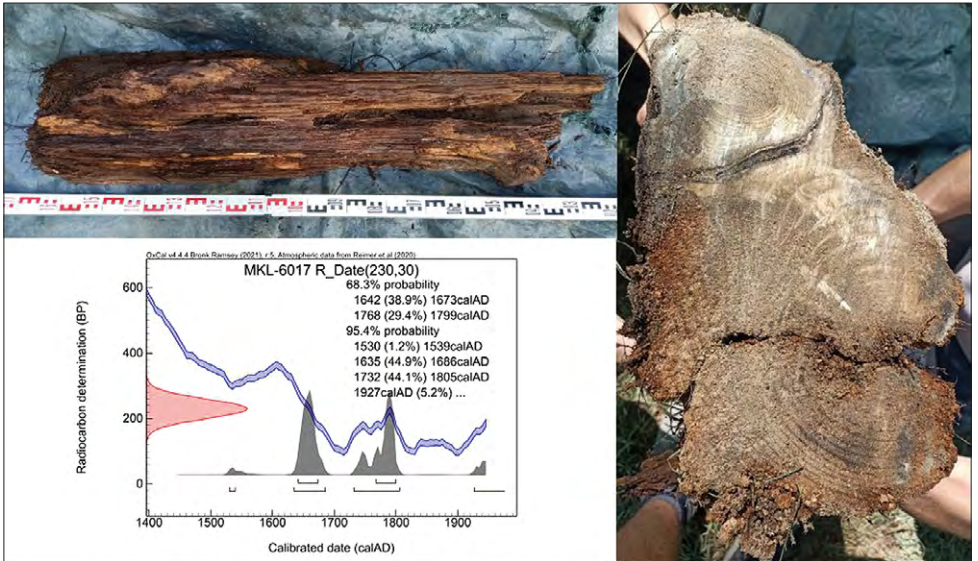 OxCal v4.4.4 Bronk Ramsey (2021); r:5, Atmospheric data from Reimer et al (2020)
MKL-6017 R_Date(230,30)
68.3% probability
1642 (38.9%) 1673calAD
1768 (29.4%) 1799calAD
95.4% probability
1530 (1.2%) 1539calAD
1635 (44.9%) 1686calAD
1732 (44.1%) 1805calAD
1927calAD (5.2%) ...
Radiocarbon determination (BP)
600
400
200
0
1400 1500 1600 1700 1800 1900
Calibrated date (calAD)